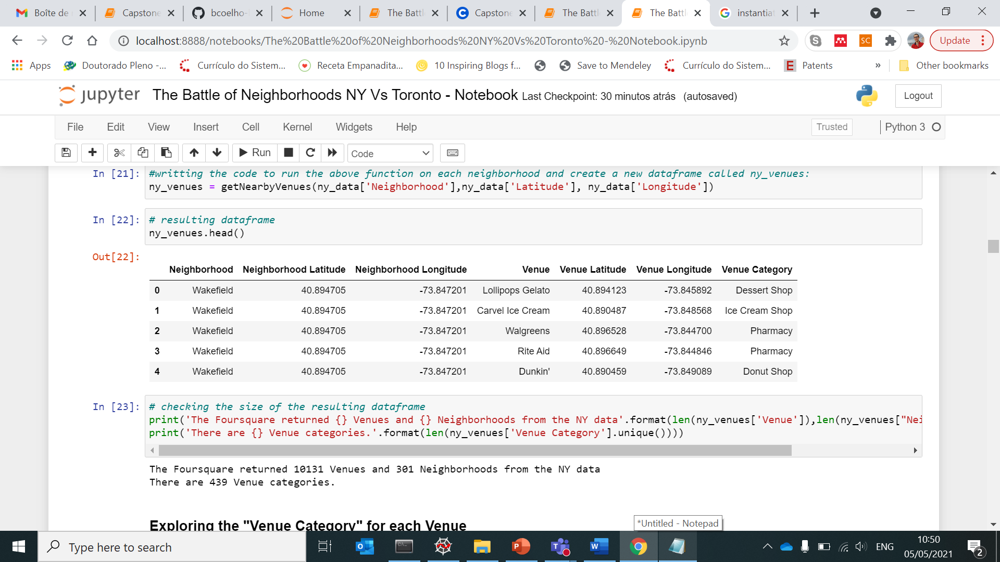 Boîte de
Capstone
bcoelho-
Home
The Battl
Capstone
The Battl
The Battl
instantiat
localhost:8888/notebooks/The%20Battle%20of%20Neighborhoods%20NY%20Vs%20Toronto%20-%20Notebook.ipynb
SC
Update
Apps
Doutorado Pleno -...
Currículo do Sistem...
Receta Empanadita...
10 Inspiring Blogs f...
Save to Mendeley
Currículo do Sistem...
E Patents
»
Other bookmarks
jupyter The Battle of Neighborhoods NY Vs Toronto - Notebook Last Checkpoint: 30 minutos atrás (autosaved)
Logout
File Edit View Insert Cell Kernel Widgets Help
Trusted
Python 3
Run
Code
In [21]: #writting the code to run the above function on each neighborhood and create a new dataframe called ny_venues:
ny_venues = getNearbyVenues(ny_data['Neighborhood'],ny_data['Latitude'], ny_data['Longitude'])
In [22]: # resulting dataframe
ny_venues.head()
Out[22]:
Neighborhood Neighborhood Latitude Neighborhood Longitude Venue Venue Latitude Venue Longitude Venue Category
0 Wakefield 40.894705 -73.847201 Lollipops Gelato 40.894123 -73.845892 Dessert Shop
1 Wakefield 40.894705 -73.847201 Carvel Ice Cream 40.890487 -73.848568 Ice Cream Shop
2 Wakefield 40.894705 -73.847201 Walgreens 40.896528 -73.844700 Pharmacy
3 Wakefield 40.894705 -73.847201 Rite Aid 40.896649 -73.844846 Pharmacy
4 Wakefield 40.894705 -73.847201 Dunkin' 40.890459 -73.849089 Donut Shop
In [23]: # checking the size of the resulting dataframe
print('The Foursquare returned {} Venues and {} Neighborhoods from the NY data'.format(len(ny_venues['Venue']),len(ny_venues["Nei
print('There are {} Venue categories.'.format(len(ny_venues['Venue Category'].unique())))
The Foursquare returned 10131 Venues and 301 Neighborhoods from the NY data
There are 439 Venue categories.
Exploring the "Venue Category" for each Venue
*Untitled - Notepad
Type here to search
ENG
10:50
05/05/2021
2